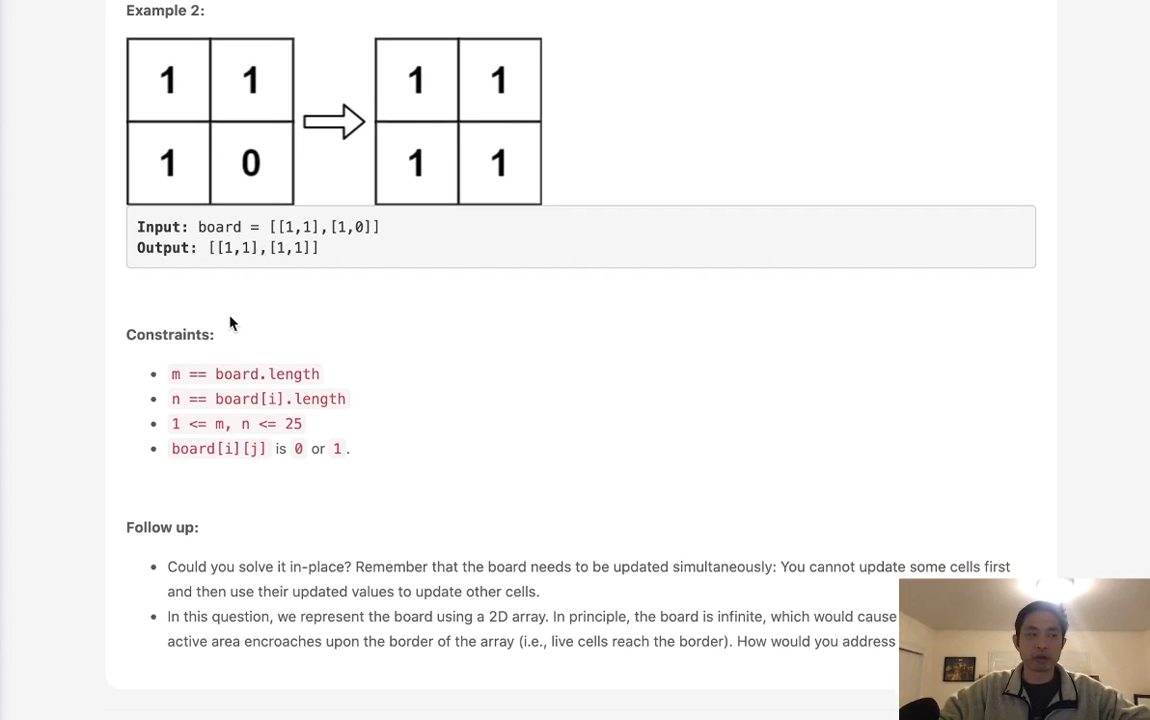 Example 2:
1 1 1 1
1 0 1 1
Input: board = [[1,1],[1,0]]
Output: [[1,1],[1,1]]
Constraints:
m == board.length
n == board[i].length
1 <= m, n <= 25
board[i][j] is 0 or 1.
Follow up:
Could you solve it in-place? Remember that the board needs to be updated simultaneously: You cannot update some cells first
and then use their updated values to update other cells.
In this question, we represent the board using a 2D array. In principle, the board is infinite, which would cause
active area encroaches upon the border of the array (i.e., live cells reach the border). How would you address